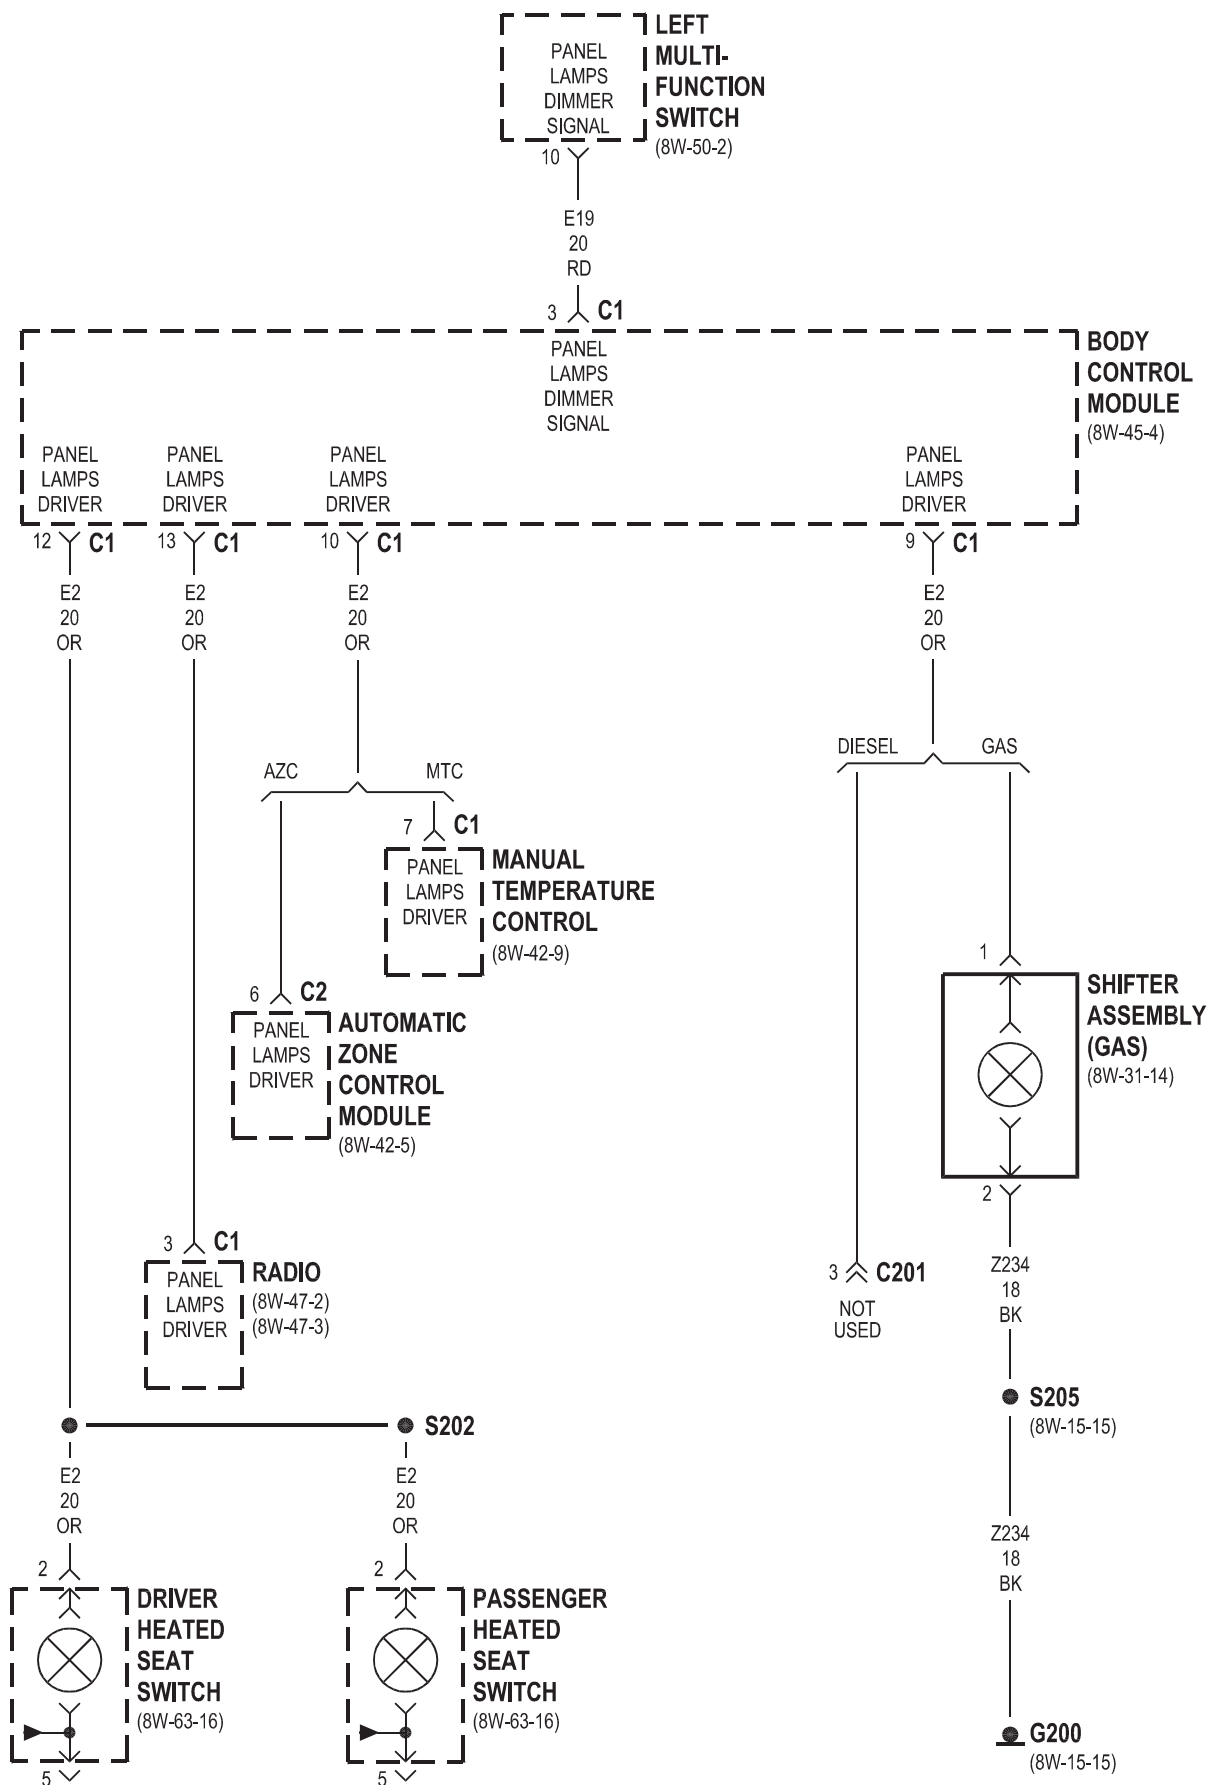 LEFT
MULTI-
FUNCTION
SWITCH
(8W-50-2)
PANEL
LAMPS
DIMMER
SIGNAL
10
E19
20
RD
3 C1
BODY
CONTROL
MODULE
(8W-45-4)
PANEL
LAMPS
DIMMER
SIGNAL
PANEL
LAMPS
DRIVER
PANEL
LAMPS
DRIVER
PANEL
LAMPS
DRIVER
PANEL
LAMPS
DRIVER
12 C1
13 C1
10 C1
9 C1
E2
20
OR
E2
20
OR
E2
20
OR
E2
20
OR
DIESEL
GAS
AZC
MTC
7 C1
PANEL
LAMPS
DRIVER
MANUAL
TEMPERATURE
CONTROL
(8W-42-9)
6 C2
PANEL
LAMPS
DRIVER
AUTOMATIC
ZONE
CONTROL
MODULE
(8W-42-5)
1
SHIFTER
ASSEMBLY
(GAS)
(8W-31-14)
2
3 C1
PANEL
LAMPS
DRIVER
RADIO
(8W-47-2)
(8W-47-3)
3 C201
NOT
USED
Z234
18
BK
S205
(8W-15-15)
S202
E2
20
OR
E2
20
OR
Z234
18
BK
2
DRIVER
HEATED
SEAT
SWITCH
(8W-63-16)
5
2
PASSENGER
HEATED
SEAT
SWITCH
(8W-63-16)
5
G200
(8W-15-15)